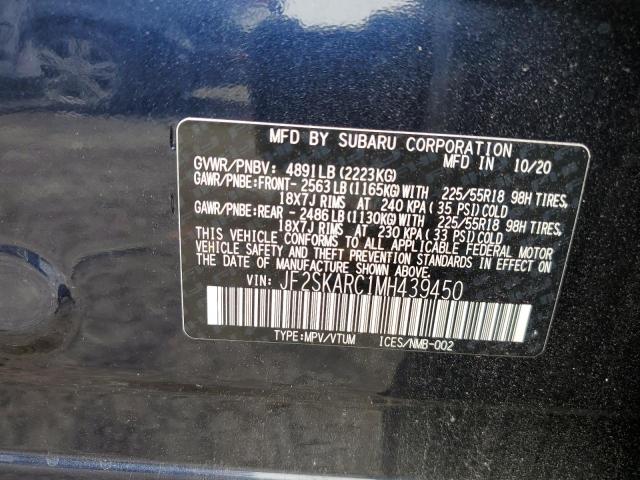 MFD BY SUBARU CORPORATION
MFD IN 10/20
GVWR/PNBV: 4891LB (2223KG)
GAWR/PNBE:FRONT- 2563LB(1165KG)WITH 225/55R18 98H TIRES,
18X7J RIMS AT 240 KPA(35 PSI)COLD
GAWR/PNBE:REAR - 2486LB(1130KG)WITH 225/55R18 98H TIRES,
18X7J RIMS AT 230 KPA(33 PSI)COLD
THIS VEHICLE CONFORMS TO ALL APPLICABLE FEDERAL MOTOR
VEHICLE SAFETY AND THEFT PREVENTION STANDARDS IN EFFECT
ON THE DATE OF MANUFACTURE SHOWN ABOVE.
VIN: JF2SKARC1MH439450
TYPE:MPV/VTUM ICES/NMB-002